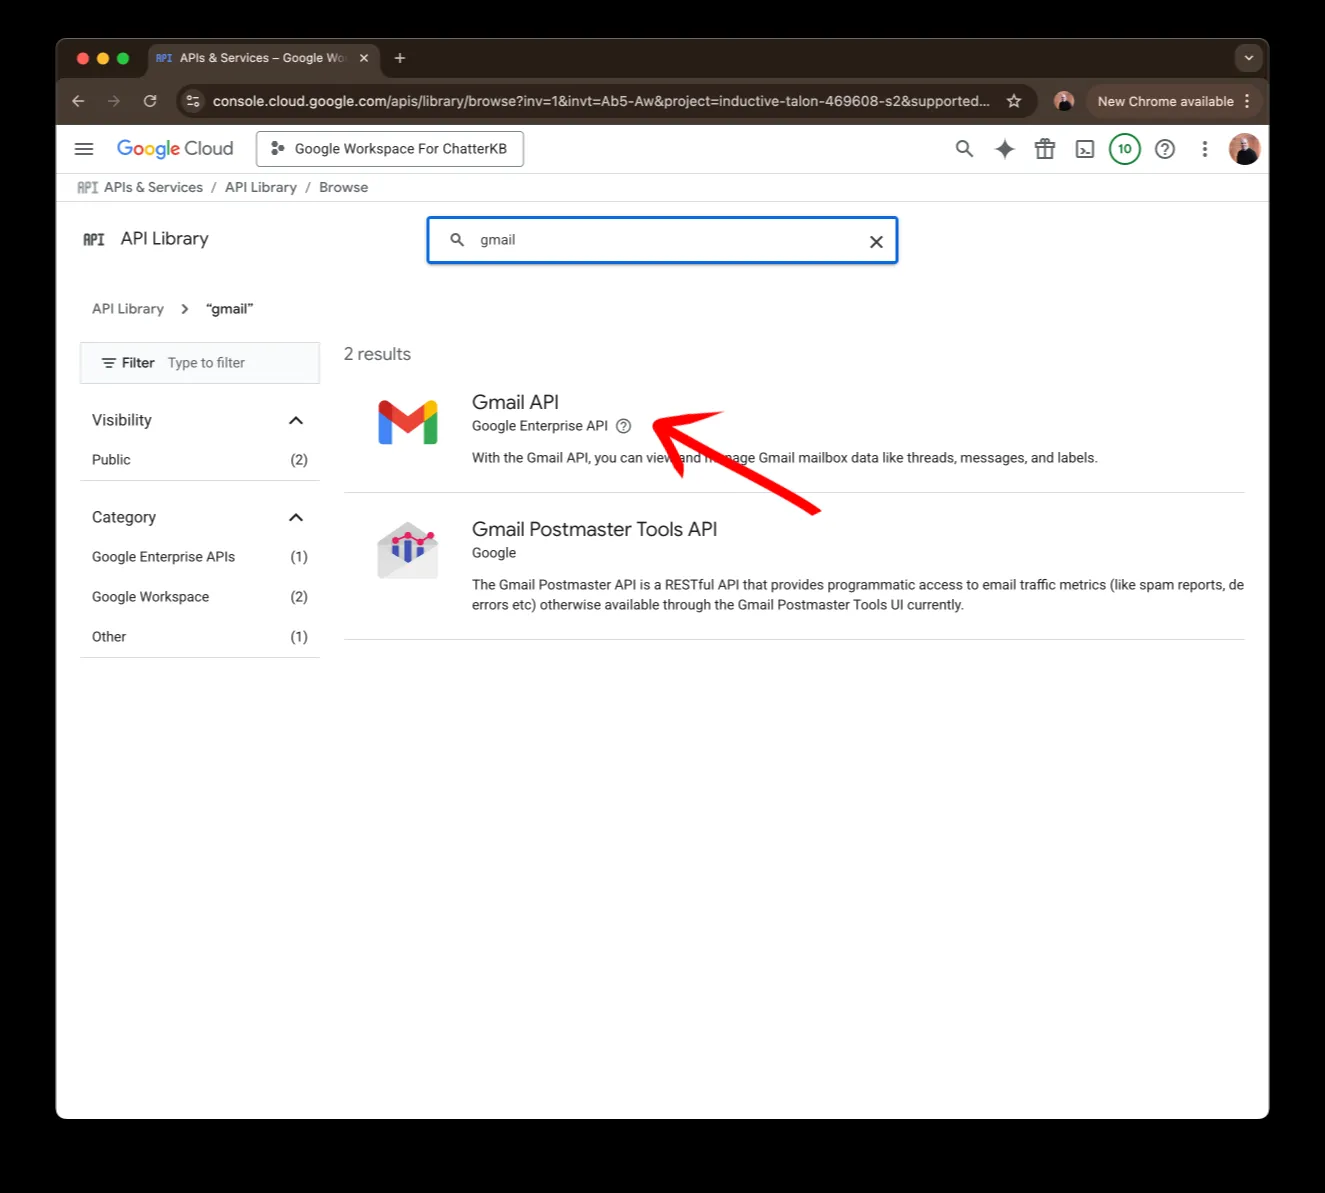 API APIs & Services – Google Wo
console.cloud.google.com/apis/library/browse?inv=1&invt=Ab5-Aw&project=inductive-talon-469608-s2&supported...
New Chrome available
Google Cloud
Google Workspace For ChatterKB
10
API APIs & Services / API Library / Browse
API API Library
gmail
API Library > “gmail”
Filter Type to filter
Visibility
Public (2)
Category
Google Enterprise APIs (1)
Google Workspace (2)
Other (1)
2 results
Gmail API
Google Enterprise API
With the Gmail API, you can view and manage Gmail mailbox data like threads, messages, and labels.
Gmail Postmaster Tools API
Google
The Gmail Postmaster API is a RESTful API that provides programmatic access to email traffic metrics (like spam reports, de
errors etc) otherwise available through the Gmail Postmaster Tools UI currently.